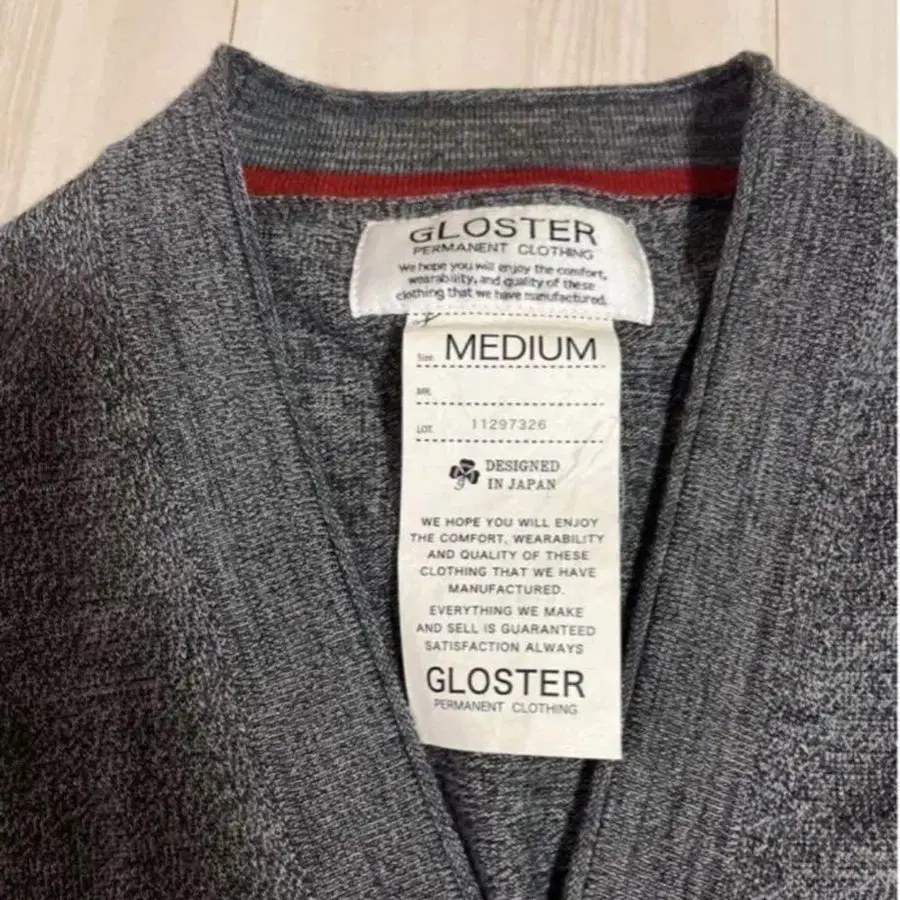 GLOSTER
PERMANENT CLOTHING
We hope you will enjoy the comfort,
wearability, and quality of these
clothing that we have manufactured.
Size. MEDIUM
MR.
LOT. 11297326
DESIGNED
IN JAPAN
WE HOPE YOU WILL ENJOY
THE COMFORT, WEARABILITY
AND QUALITY OF THESE
CLOTHING THAT WE HAVE
MANUFACTURED.
EVERYTHING WE MAKE
AND SELL IS GUARANTEED
SATISFACTION ALWAYS
GLOSTER
PERMANENT CLOTHING